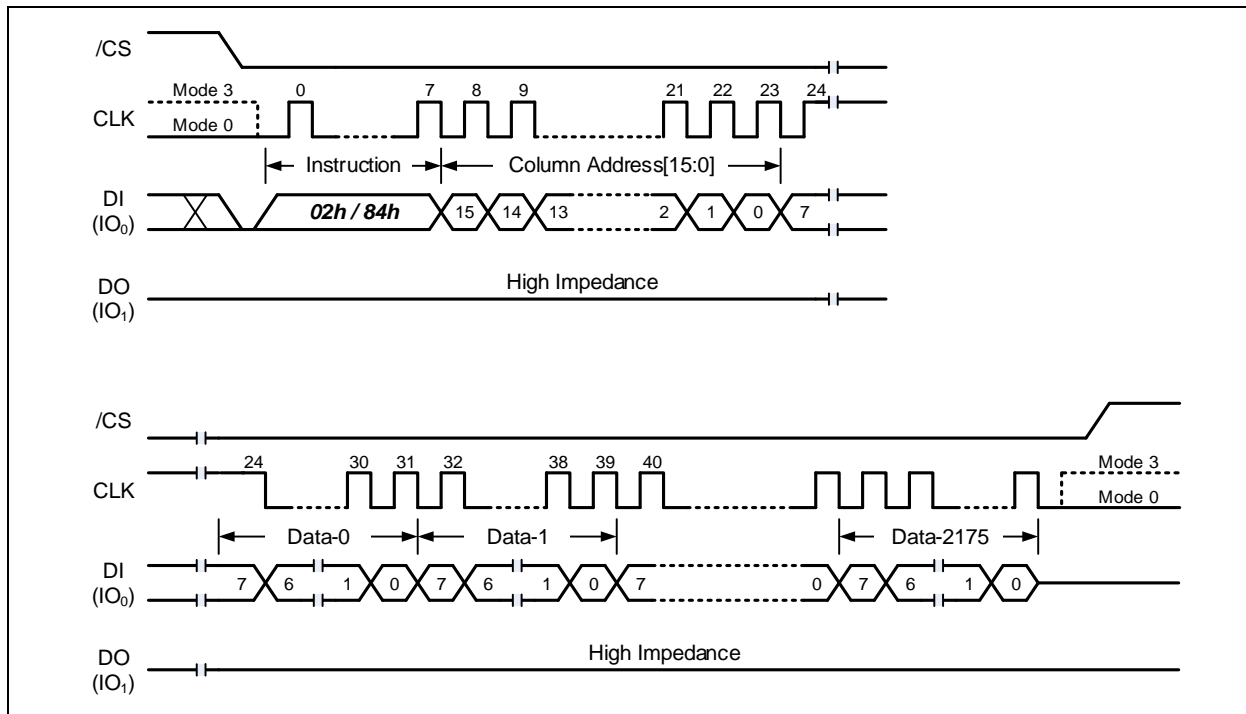 /CS
Mode 3 0 7 8 9 21 22 23 24
CLK
Mode 0
Instruction Column Address[15:0]
DI
(IO0) 02h / 84h 15 14 13 2 1 0 7
DO High Impedance
(IO1)
/CS
24 30 31 32 38 39 40 Mode 3
CLK
Mode 0
Data-0 Data-1 Data-2175
DI
(IO0) 7 6 1 0 7 6 1 0 7 0 7 6 1 0
DO High Impedance
(IO1)